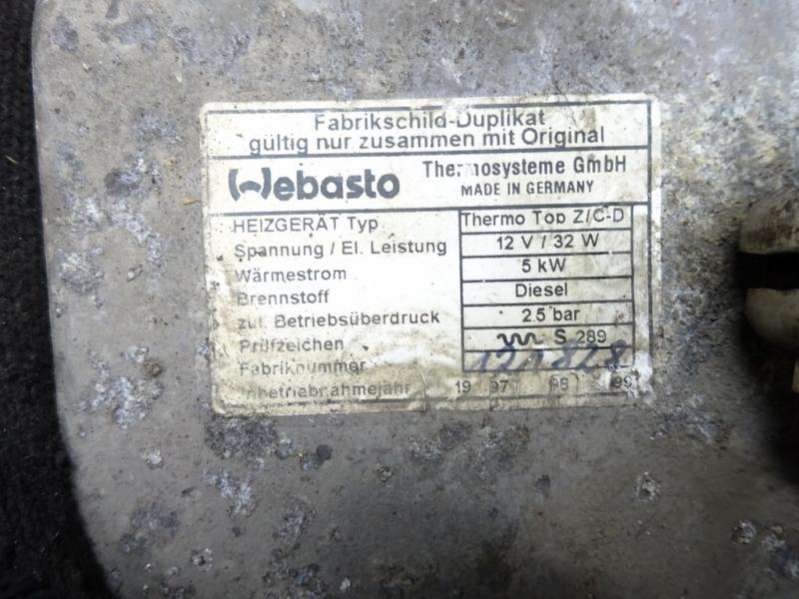 Fabrikschild-Duplikat
gültig nur zusammen mit Original
Webasto Thermosysteme GmbH
MADE IN GERMANY
HEIZGERÄT Typ Thermo Top Z/C-D
Spannung / El. Leistung 12 V / 32 W
Wärmestrom 5 kW
Brennstoff Diesel
zul. Betriebsüberdruck 2.5 bar
Prüfzeichen S 289
Fabriknummer
Inbetriebnahmejahr 19 97 98 99